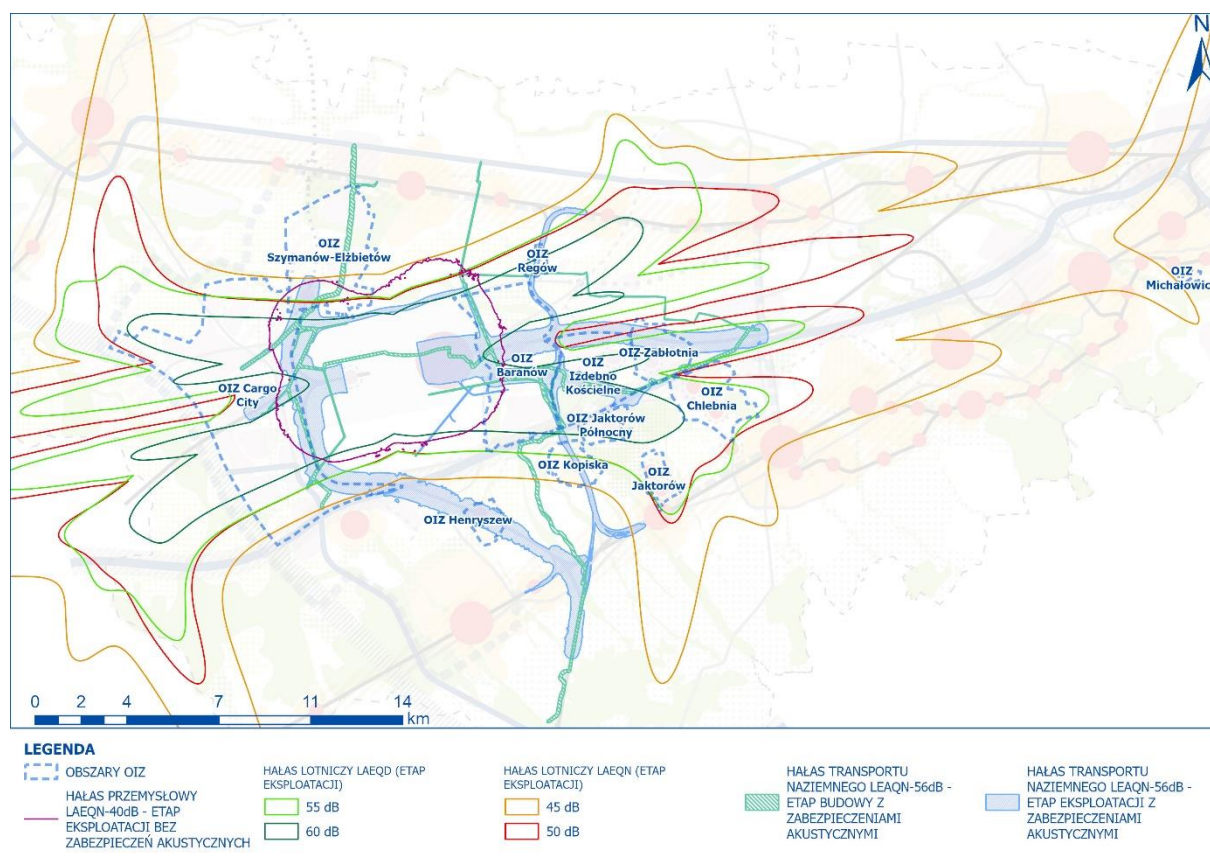 N
OIZ
Szymanów-Elżbietów
OIZ
Regów
OIZ
Michałowic
OIZ Zabłotnia
OIZ
Baranów
OIZ
Izdebno
Kościelne
OIZ Cargo
City
OIZ
Chlebnia
OIZ Jaktorów
Północny
OIZ Kopiska
OIZ
Jaktorów
OIZ Henryszew
0 2 4 7 11 14
km
LEGENDA
OBSZARY OIZ
HAŁAS PRZEMYSŁOWY
LAEQN-40dB - ETAP
EKSPLOATACJI BEZ
ZABEZPIECZEŃ AKUSTYCZNYCH
HAŁAS LOTNICZY LAEQD (ETAP
EKSPLOATACJI)
55 dB
60 dB
HAŁAS LOTNICZY LAEQN (ETAP
EKSPLOATACJI)
45 dB
50 dB
HAŁAS TRANSPORTU
NAZIEMNEGO LEAQN-56dB -
ETAP BUDOWY Z
ZABEZPIECZENIAMI
AKUSTYCZNYMI
HAŁAS TRANSPORTU
NAZIEMNEGO LEAQN-56dB -
ETAP EKSPLOATACJI Z
ZABEZPIECZENIAMI
AKUSTYCZNYMI